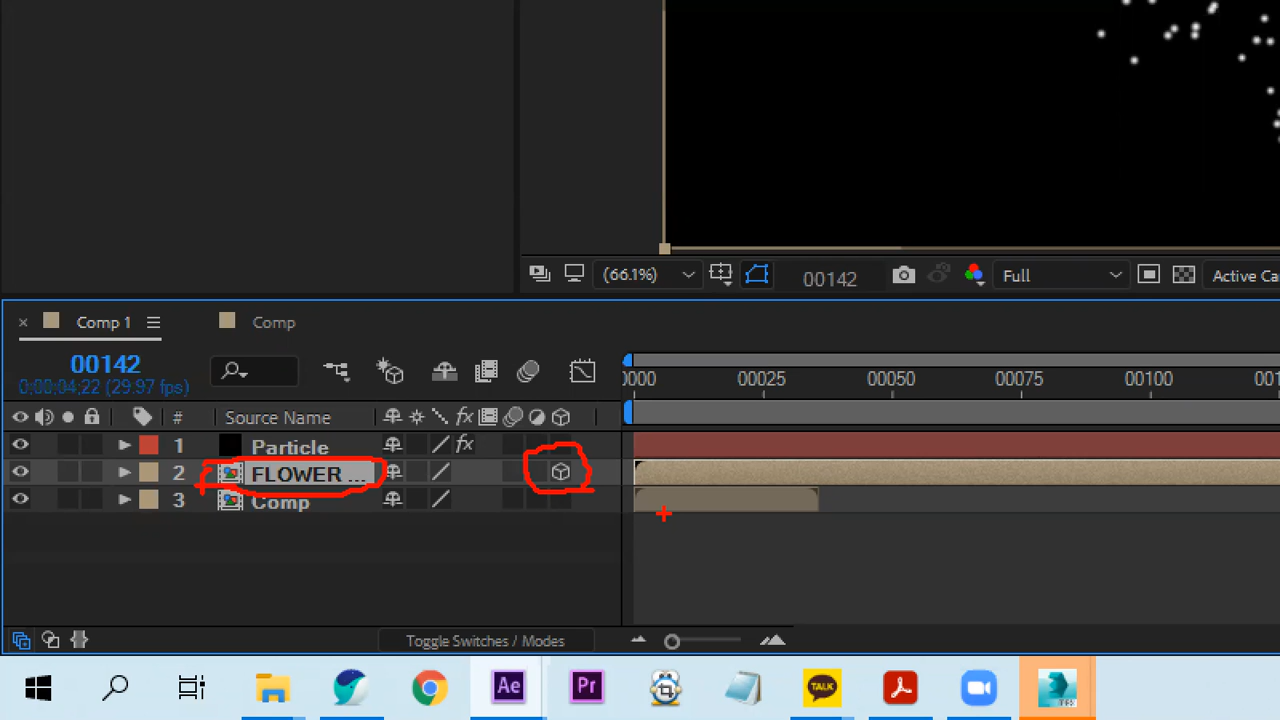 (66.1%) 00142 Full Active Ca
Comp 1 Comp
00142
0;00;04;22 (29.97 fps)
0000 00025 00050 00075 00100
# Source Name fx
1 Particle fx
2 FLOWER ...
3 Comp
Toggle Switches / Modes
Ae Pr TALK